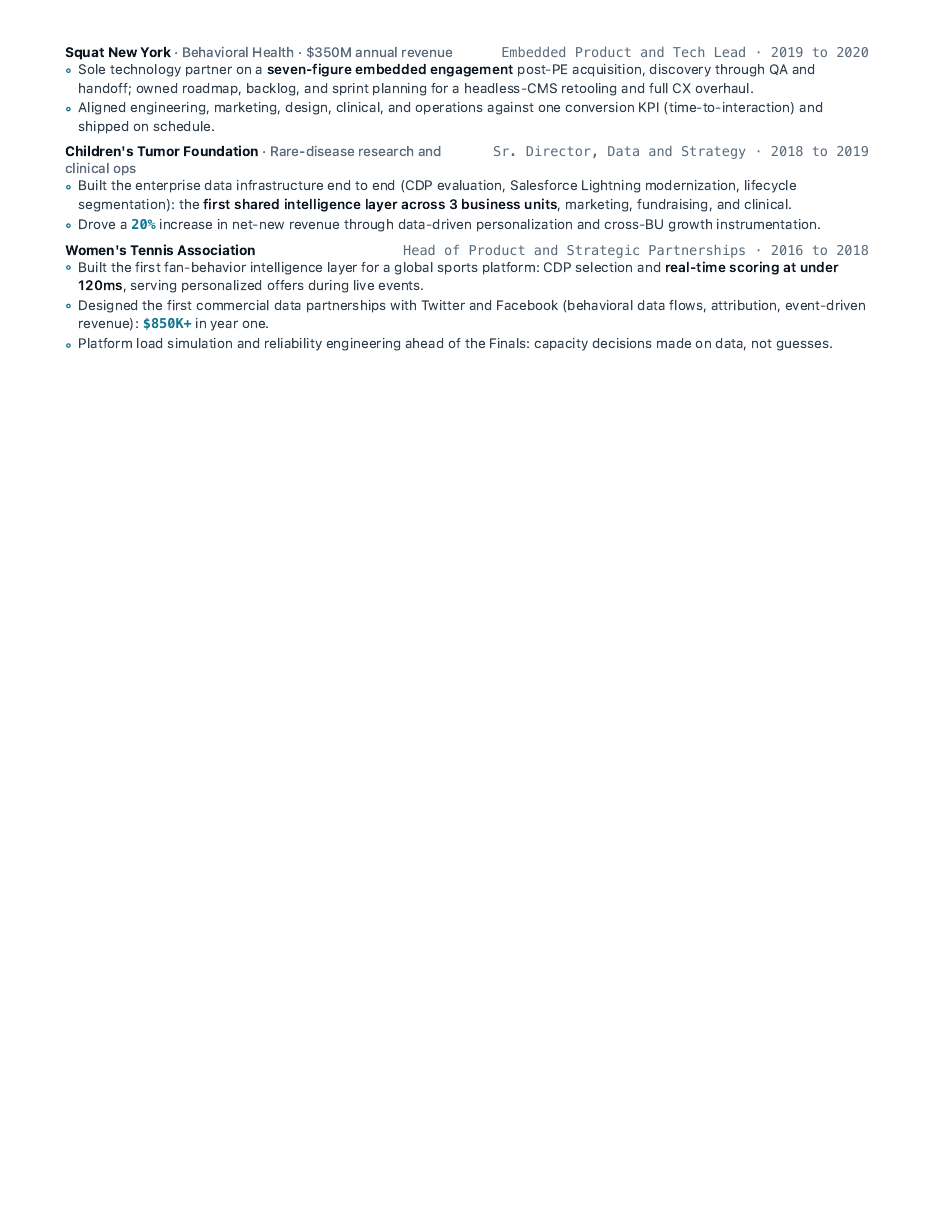 Squat New York · Behavioral Health · $350M annual revenue Embedded Product and Tech Lead · 2019 to 2020
Sole technology partner on a seven-figure embedded engagement post-PE acquisition, discovery through QA and
handoff; owned roadmap, backlog, and sprint planning for a headless-CMS retooling and full CX overhaul.
Aligned engineering, marketing, design, clinical, and operations against one conversion KPI (time-to-interaction) and
shipped on schedule.
Children's Tumor Foundation · Rare-disease research and Sr. Director, Data and Strategy · 2018 to 2019
clinical ops
Built the enterprise data infrastructure end to end (CDP evaluation, Salesforce Lightning modernization, lifecycle
segmentation): the first shared intelligence layer across 3 business units, marketing, fundraising, and clinical.
Drove a 20% increase in net-new revenue through data-driven personalization and cross-BU growth instrumentation.
Women's Tennis Association Head of Product and Strategic Partnerships · 2016 to 2018
Built the first fan-behavior intelligence layer for a global sports platform: CDP selection and real-time scoring at under
120ms, serving personalized offers during live events.
Designed the first commercial data partnerships with Twitter and Facebook (behavioral data flows, attribution, event-driven
revenue): $850K+ in year one.
Platform load simulation and reliability engineering ahead of the Finals: capacity decisions made on data, not guesses.